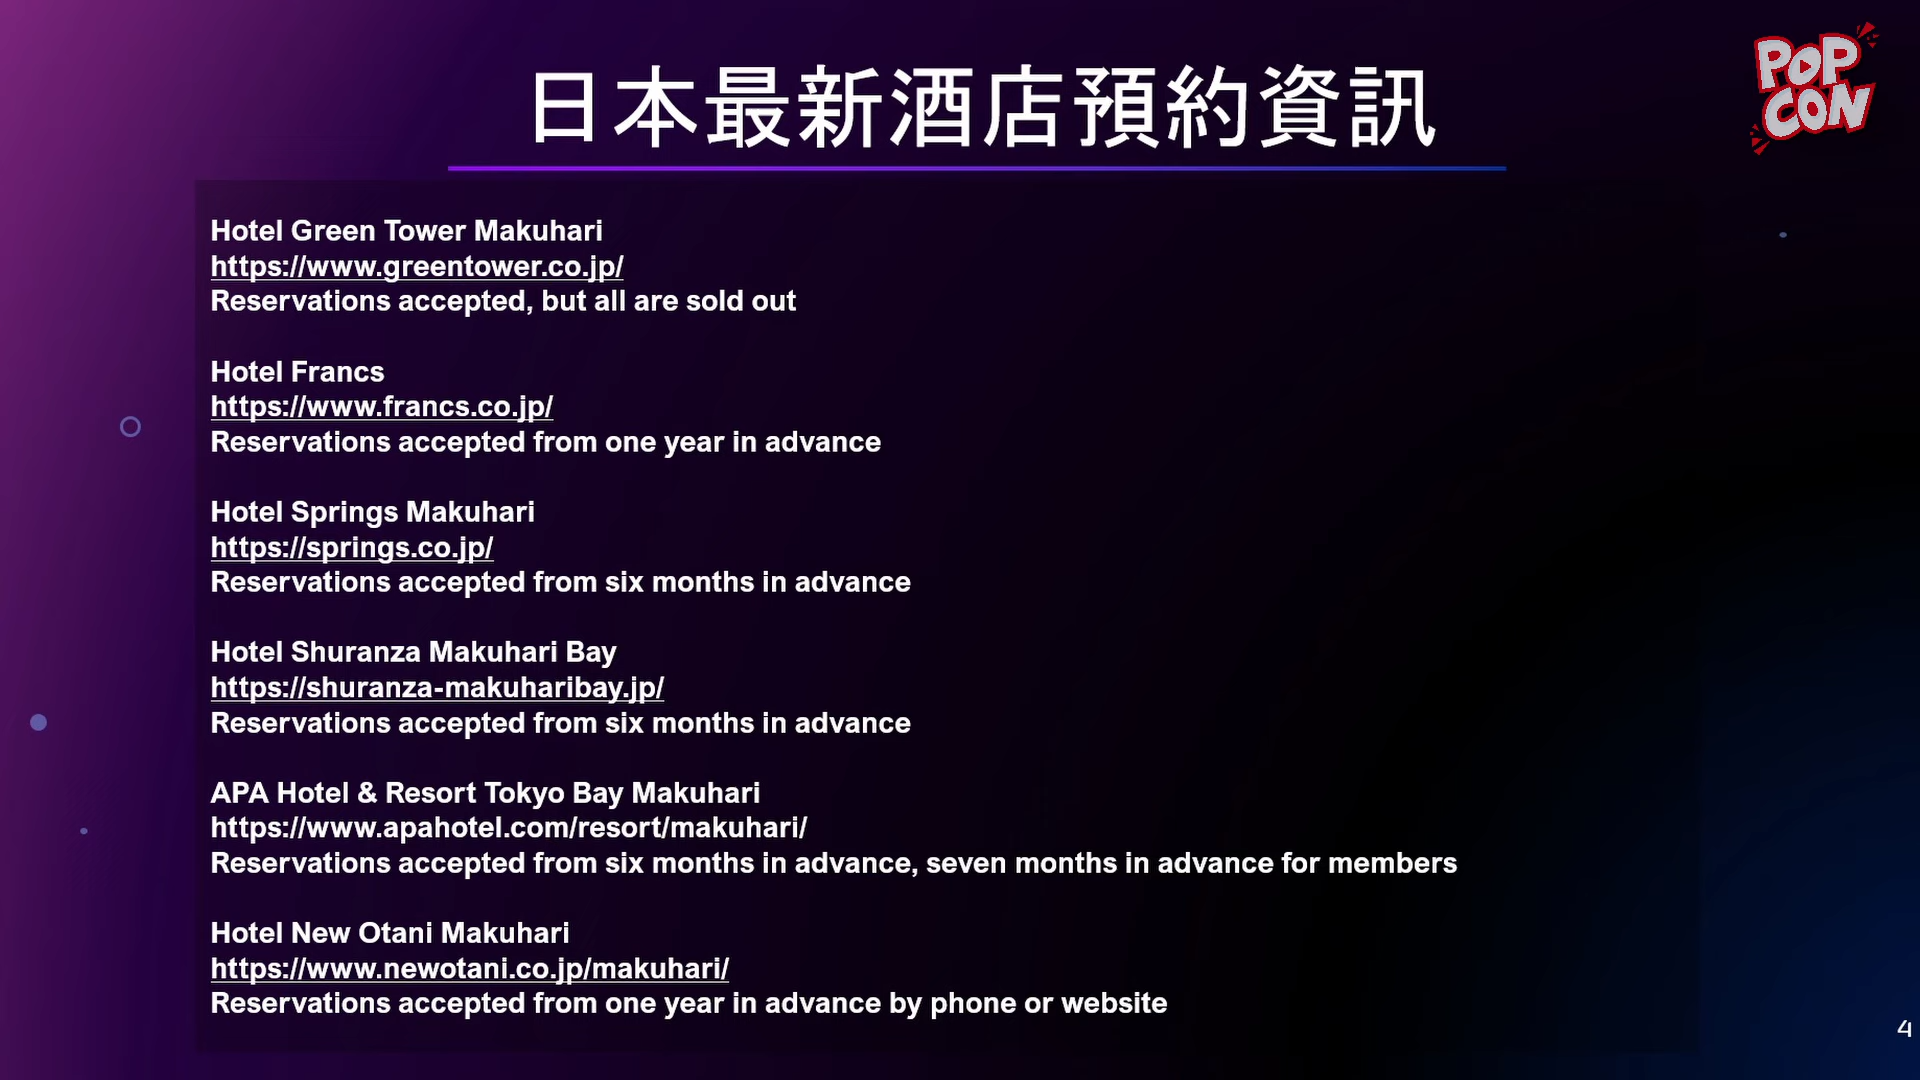 日本最新酒店預約資訊
POP
CON
Hotel Green Tower Makuhari
https://www.greentower.co.jp/
Reservations accepted, but all are sold out
Hotel Francs
https://www.francs.co.jp/
Reservations accepted from one year in advance
Hotel Springs Makuhari
https://springs.co.jp/
Reservations accepted from six months in advance
Hotel Shuranza Makuhari Bay
https://shuranza-makuharibay.jp/
Reservations accepted from six months in advance
APA Hotel & Resort Tokyo Bay Makuhari
https://www.apahotel.com/resort/makuhari/
Reservations accepted from six months in advance, seven months in advance for members
Hotel New Otani Makuhari
https://www.newotani.co.jp/makuhari/
Reservations accepted from one year in advance by phone or website
4